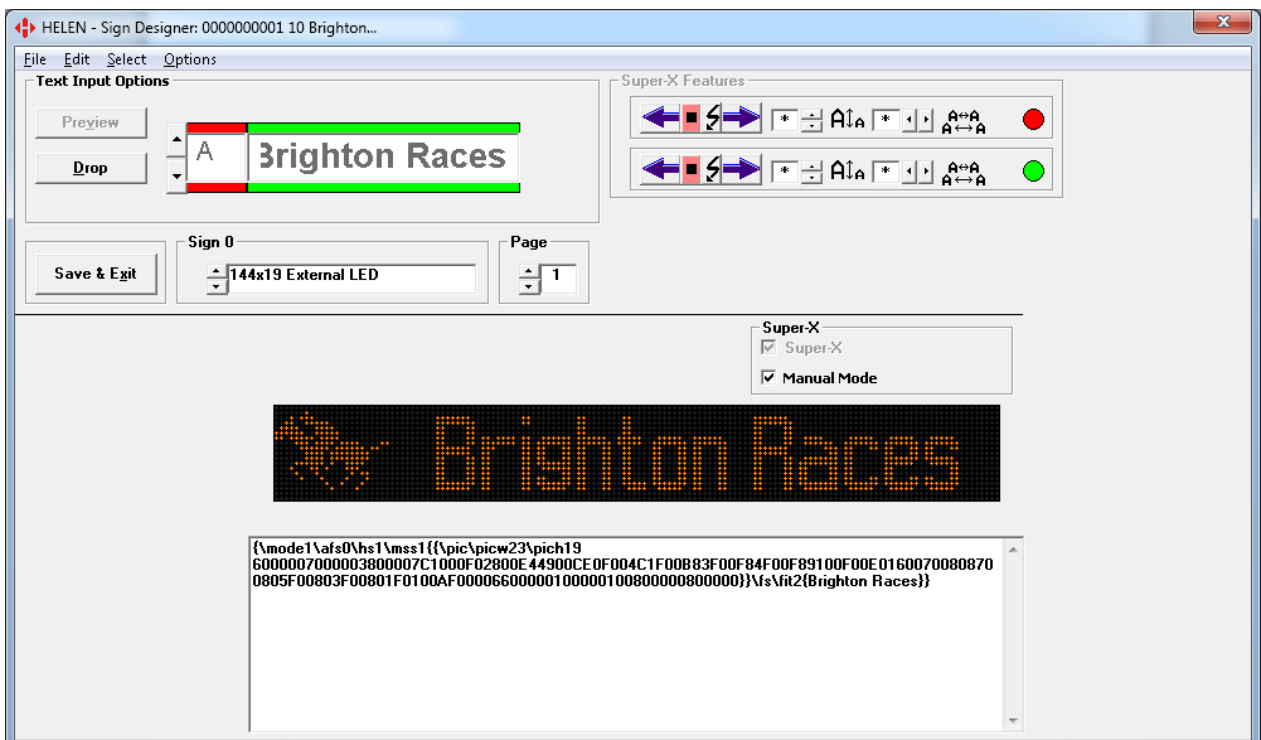 HELEN - Sign Designer: 0000000001 10 Brighton...
File Edit Select Options
Text Input Options
Preview
Drop
A
Brighton Races
Super-X Features
* A↕A * A↔A A↔A
* A↕A * A↔A A↔A
Save & Exit
Sign 0
144x19 External LED
Page
1
Super-X
Super-X
Manual Mode
Brighton Races
{\mode1\afs0\hs1\mss1{{\pic\picw23\pich19
6000007000003800007C1000F02800E44900CE0F004C1F00B83F00F84F00F89100F00E0160070080870
0805F00803F00801F0100AF0000660000010000010080000080000}}\fs\fit2{Brighton Races}}